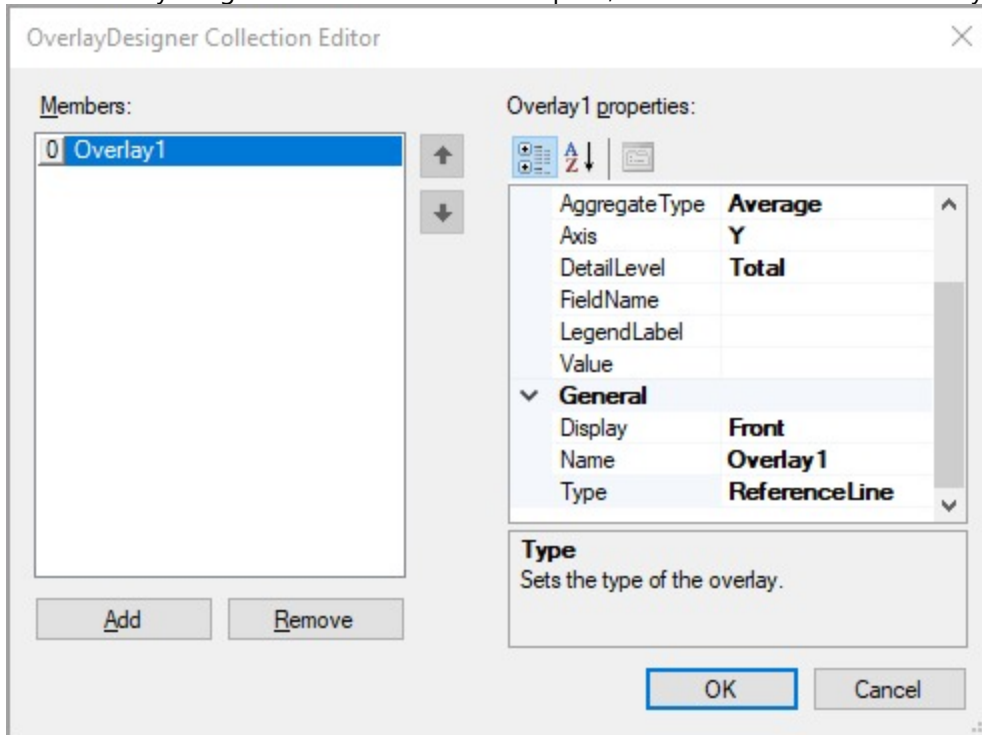 OverlayDesigner Collection Editor
Members:
0 Overlay1
Add
Remove
Overlay1 properties:
AggregateType Average
Axis Y
DetailLevel Total
FieldName
LegendLabel
Value
General
Display Front
Name Overlay1
Type ReferenceLine
Type
Sets the type of the overlay.
OK
Cancel